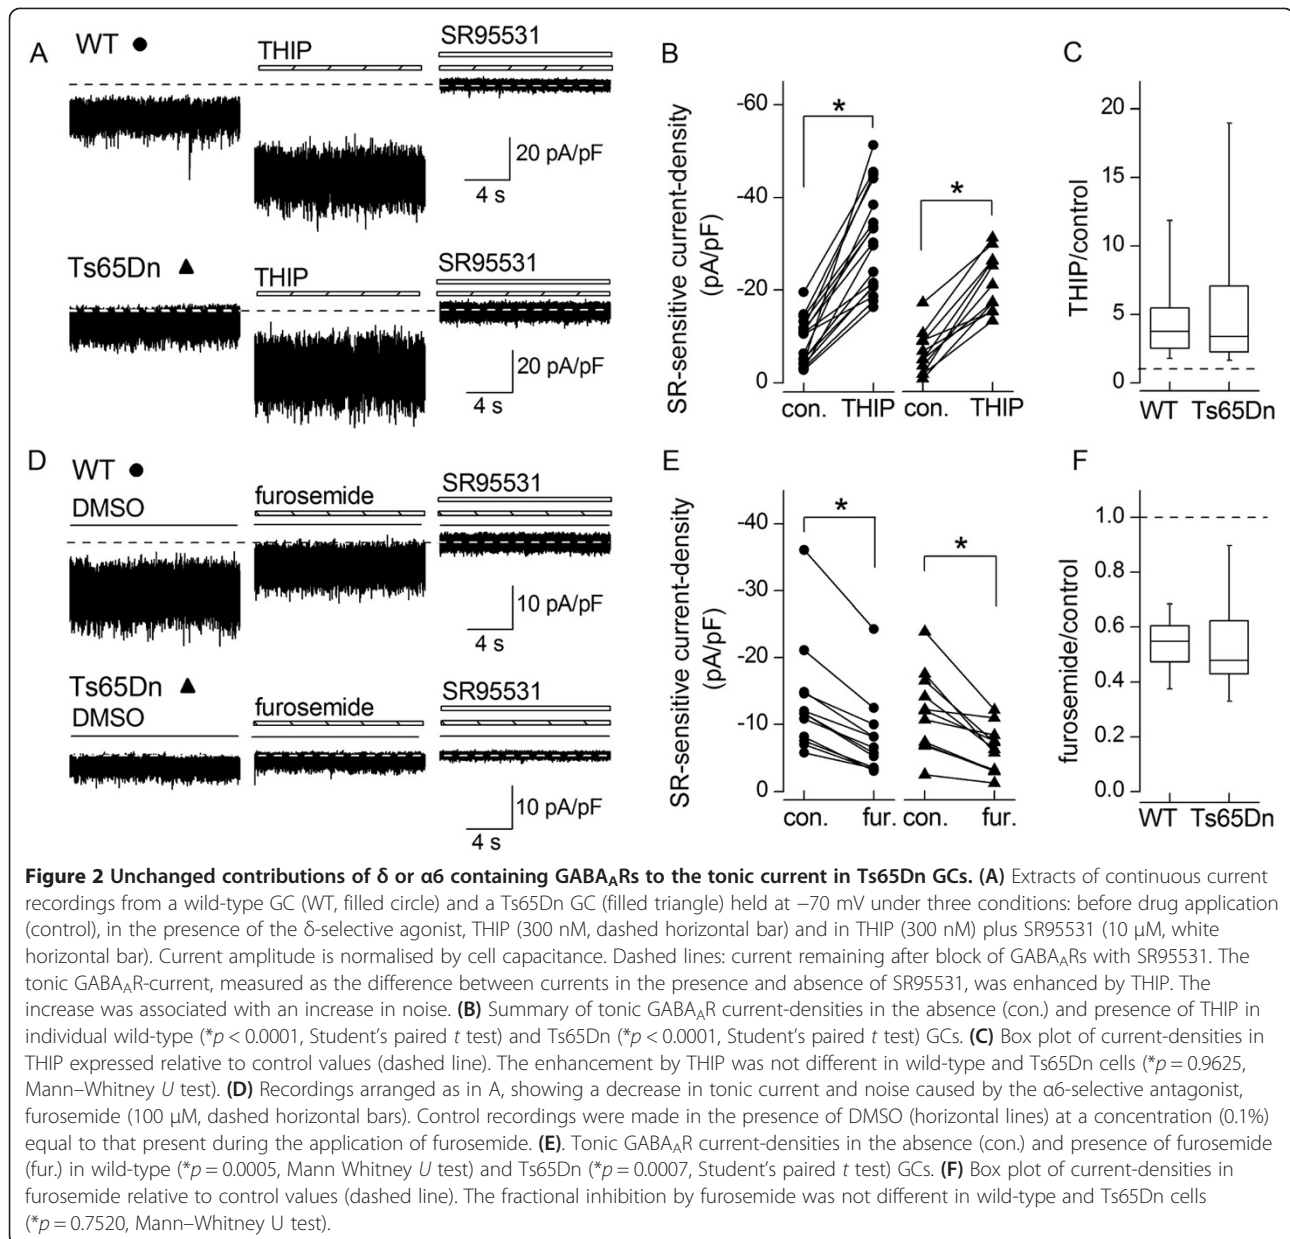 A
WT ●
THIP
SR95531
20 pA/pF
4 s
Ts65Dn ▲
THIP
SR95531
20 pA/pF
4 s
B
SR-sensitive current-density
(pA/pF)
-60
-40
-20
0
*
*
con. THIP con. THIP
C
THIP/control
20
15
10
5
0
WT Ts65Dn
D
WT ●
DMSO
furosemide
SR95531
10 pA/pF
4 s
Ts65Dn ▲
DMSO
furosemide
SR95531
10 pA/pF
4 s
E
SR-sensitive current-density
(pA/pF)
-40
-30
-20
-10
0
*
*
con. fur. con. fur.
F
furosemide/control
1.0
0.8
0.6
0.4
0.2
0.0
WT Ts65Dn
Figure 2 Unchanged contributions of δ or α6 containing GABA_ARs to the tonic current in Ts65Dn GCs. (A) Extracts of continuous current
recordings from a wild-type GC (WT, filled circle) and a Ts65Dn GC (filled triangle) held at −70 mV under three conditions: before drug application
(control), in the presence of the δ-selective agonist, THIP (300 nM, dashed horizontal bar) and in THIP (300 nM) plus SR95531 (10 μM, white
horizontal bar). Current amplitude is normalised by cell capacitance. Dashed lines: current remaining after block of GABA_ARs with SR95531. The
tonic GABA_AR-current, measured as the difference between currents in the presence and absence of SR95531, was enhanced by THIP. The
increase was associated with an increase in noise. (B) Summary of tonic GABA_AR current-densities in the absence (con.) and presence of THIP in
individual wild-type (*p < 0.0001, Student's paired t test) and Ts65Dn (*p < 0.0001, Student's paired t test) GCs. (C) Box plot of current-densities in
THIP expressed relative to control values (dashed line). The enhancement by THIP was not different in wild-type and Ts65Dn cells (*p = 0.9625,
Mann–Whitney U test). (D) Recordings arranged as in A, showing a decrease in tonic current and noise caused by the α6-selective antagonist,
furosemide (100 μM, dashed horizontal bars). Control recordings were made in the presence of DMSO (horizontal lines) at a concentration (0.1%)
equal to that present during the application of furosemide. (E). Tonic GABA_AR current-densities in the absence (con.) and presence of furosemide
(fur.) in wild-type (*p = 0.0005, Mann Whitney U test) and Ts65Dn (*p = 0.0007, Student's paired t test) GCs. (F) Box plot of current-densities in
furosemide relative to control values (dashed line). The fractional inhibition by furosemide was not different in wild-type and Ts65Dn cells
(*p = 0.7520, Mann–Whitney U test).